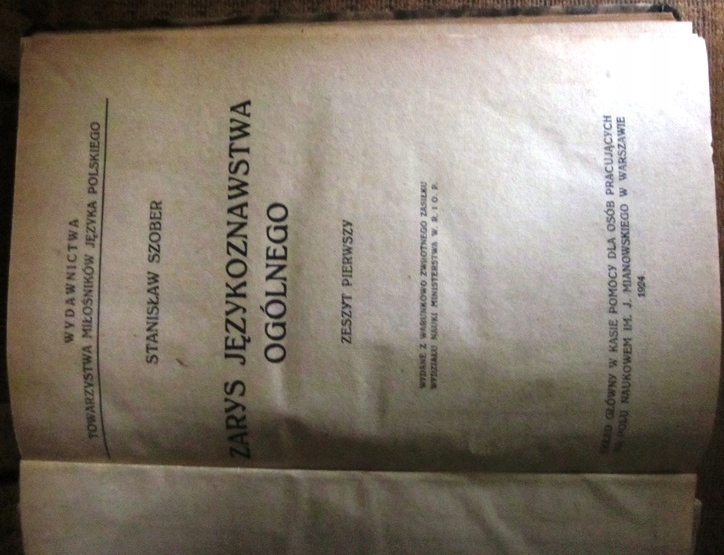 WYDAWNICTWA
TOWARZYSTWA MIŁOŚNIKÓW JĘZYKA POLSKIEGO
STANISŁAW SZOBER
ZARYS JĘZYKOZNAWSTWA
OGÓLNEGO
ZESZYT PIERWSZY
WYDANE Z WARUNKOWO ZWROTNEGO ZASIŁKU
WYDZIAŁU NAUKI MINISTERSTWA W. R. I O. P.
SKŁAD GŁÓWNY W KASIE POMOCY DLA OSÓB PRACUJĄCYCH
NA POLU NAUKOWEM IM. J. MIANOWSKIEGO W WARSZAWIE
1924